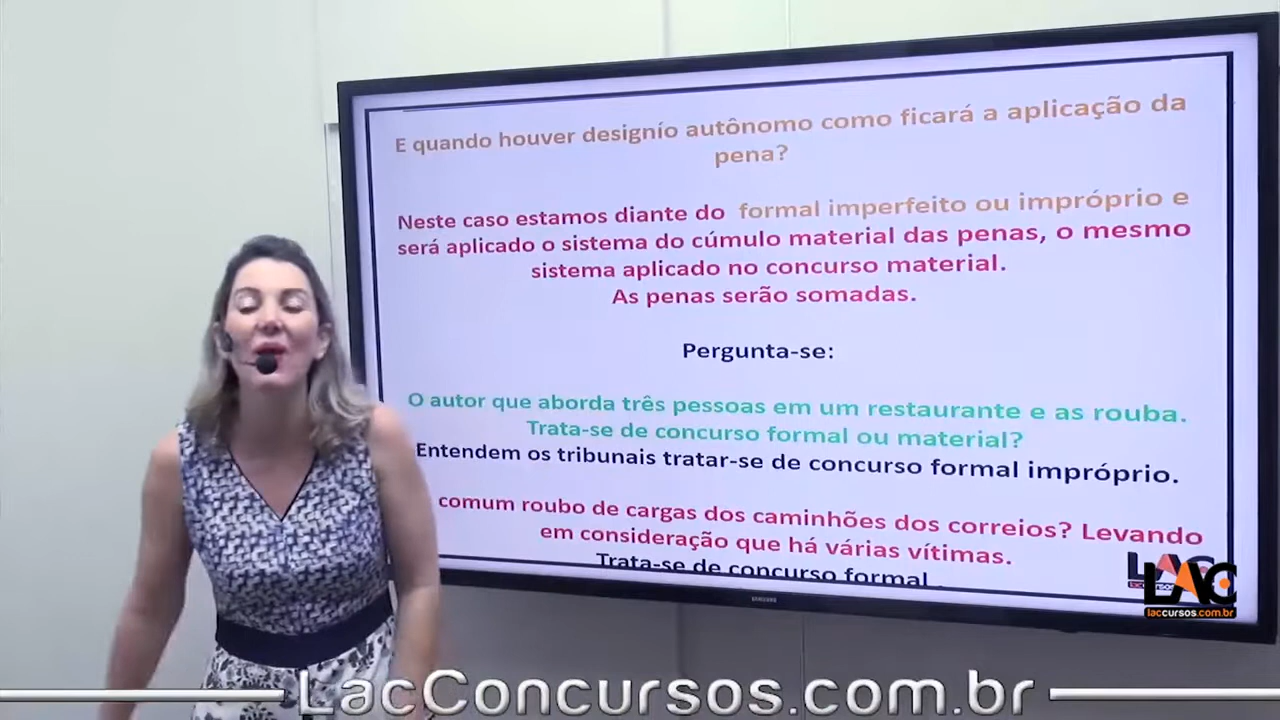 E quando houver designío autônomo como ficará a aplicação da
pena?
Neste caso estamos diante do formal imperfeito ou impróprio e
será aplicado o sistema do cúmulo material das penas, o mesmo
sistema aplicado no concurso material.
As penas serão somadas.
Pergunta-se:
O autor que aborda três pessoas em um restaurante e as rouba.
Trata-se de concurso formal ou material?
Entendem os tribunais tratar-se de concurso formal impróprio.
comum roubo de cargas dos caminhões dos correios? Levando
em consideração que há várias vítimas.
Trata-se de concurso formal
SAMSUNG
LAC
laccursos.com.br
LacConcursos.com.br